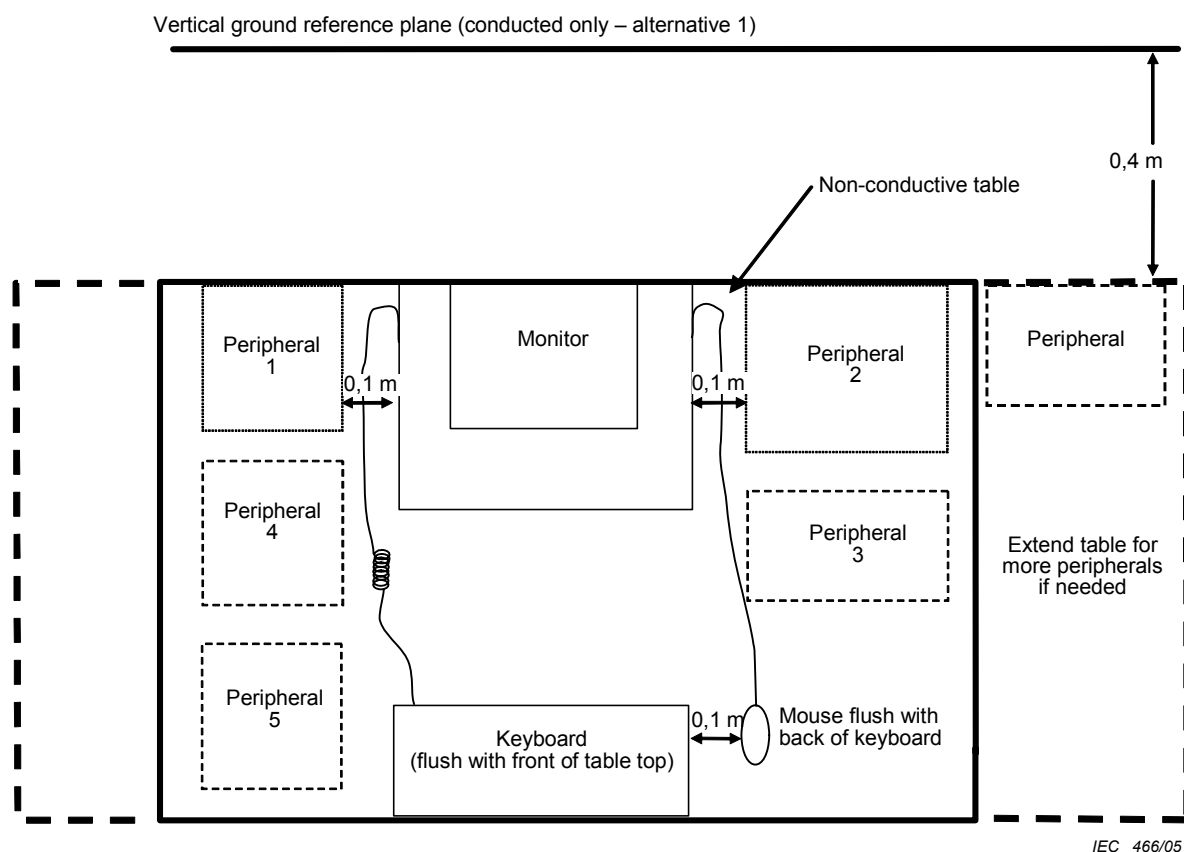 Vertical ground reference plane (conducted only – alternative 1)
0,4 m
Non-conductive table
Peripheral
1
Monitor
Peripheral
2
Peripheral
0,1 m
0,1 m
Peripheral
4
Peripheral
3
Extend table for
more peripherals
if needed
Peripheral
5
Keyboard
(flush with front of table top)
0,1 m
Mouse flush with
back of keyboard
IEC 466/05